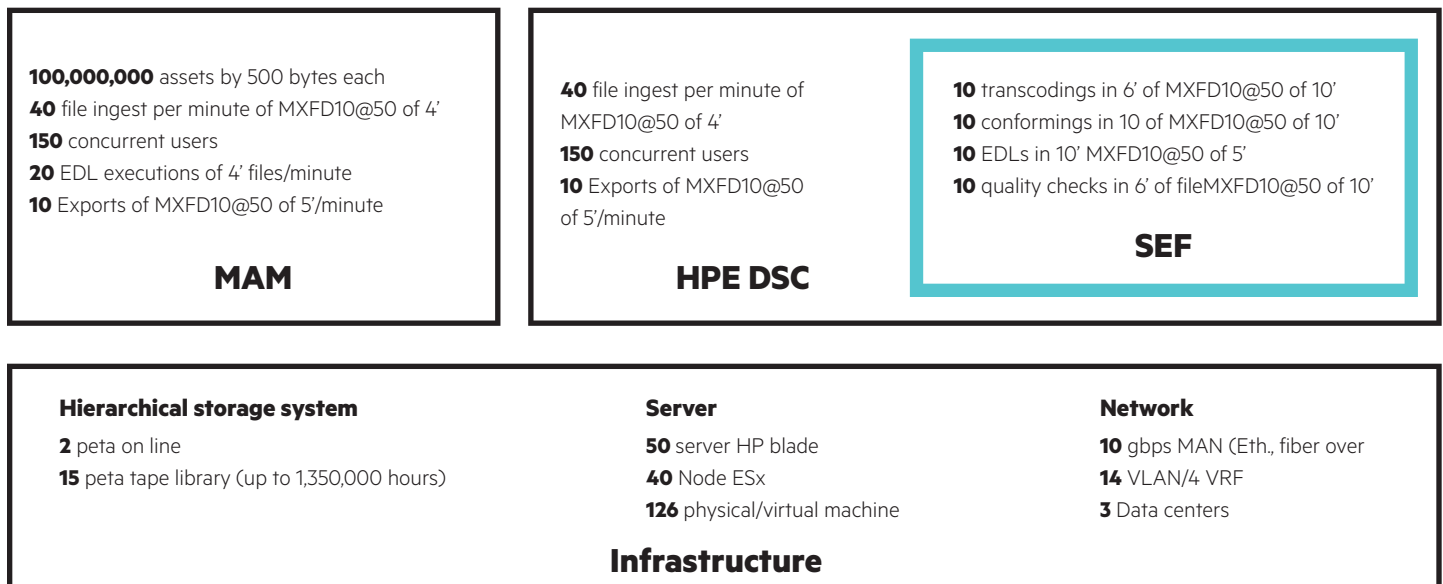 100,000,000 assets by 500 bytes each
40 file ingest per minute of MXFD10@50 of 4’
150 concurrent users
20 EDL executions of 4’ files/minute
10 Exports of MXFD10@50 of 5’/minute
MAM
40 file ingest per minute of
MXFD10@50 of 4’
150 concurrent users
10 Exports of MXFD10@50
of 5’/minute
HPE DSC
10 transcodings in 6’ of MXFD10@50 of 10’
10 conformings in 10 of MXFD10@50 of 10’
10 EDLs in 10’ MXFD10@50 of 5’
10 quality checks in 6’ of fileMXFD10@50 of 10’
SEF
Hierarchical storage system
2 peta on line
15 peta tape library (up to 1,350,000 hours)
Server
50 server HP blade
40 Node ESx
126 physical/virtual machine
Network
10 gbps MAN (Eth., fiber over
14 VLAN/4 VRF
3 Data centers
Infrastructure